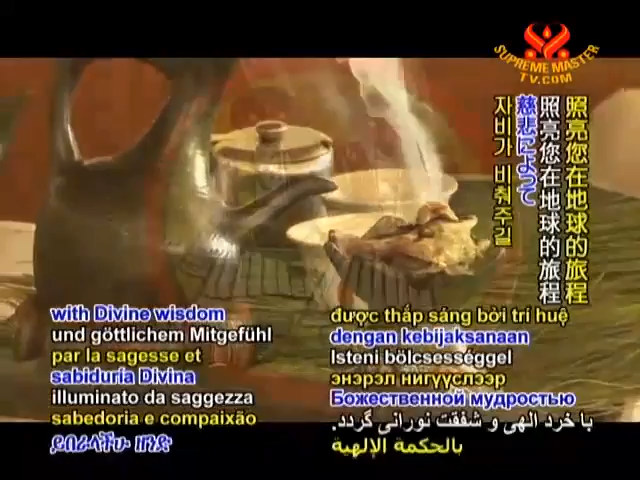 SUPREME MASTER
TV.COM
照亮您在地球的旅程
照亮您在地球的旅程
慈悲によって
자비가 비춰주길
with Divine wisdom
und göttlichem Mitgefühl
par la sagesse et
sabiduría Divina
illuminato da saggezza
sabedoria e compaixão
ይበራላችሁ ዘንድ
được thắp sáng bởi trí huệ
dengan kebijaksanaan
Isteni bölcsességgel
энэрэл нигүүслээр
Божественной мудростью
با خرد الهی و شفقت نورانی گردد.
بالحكمة الإلهية